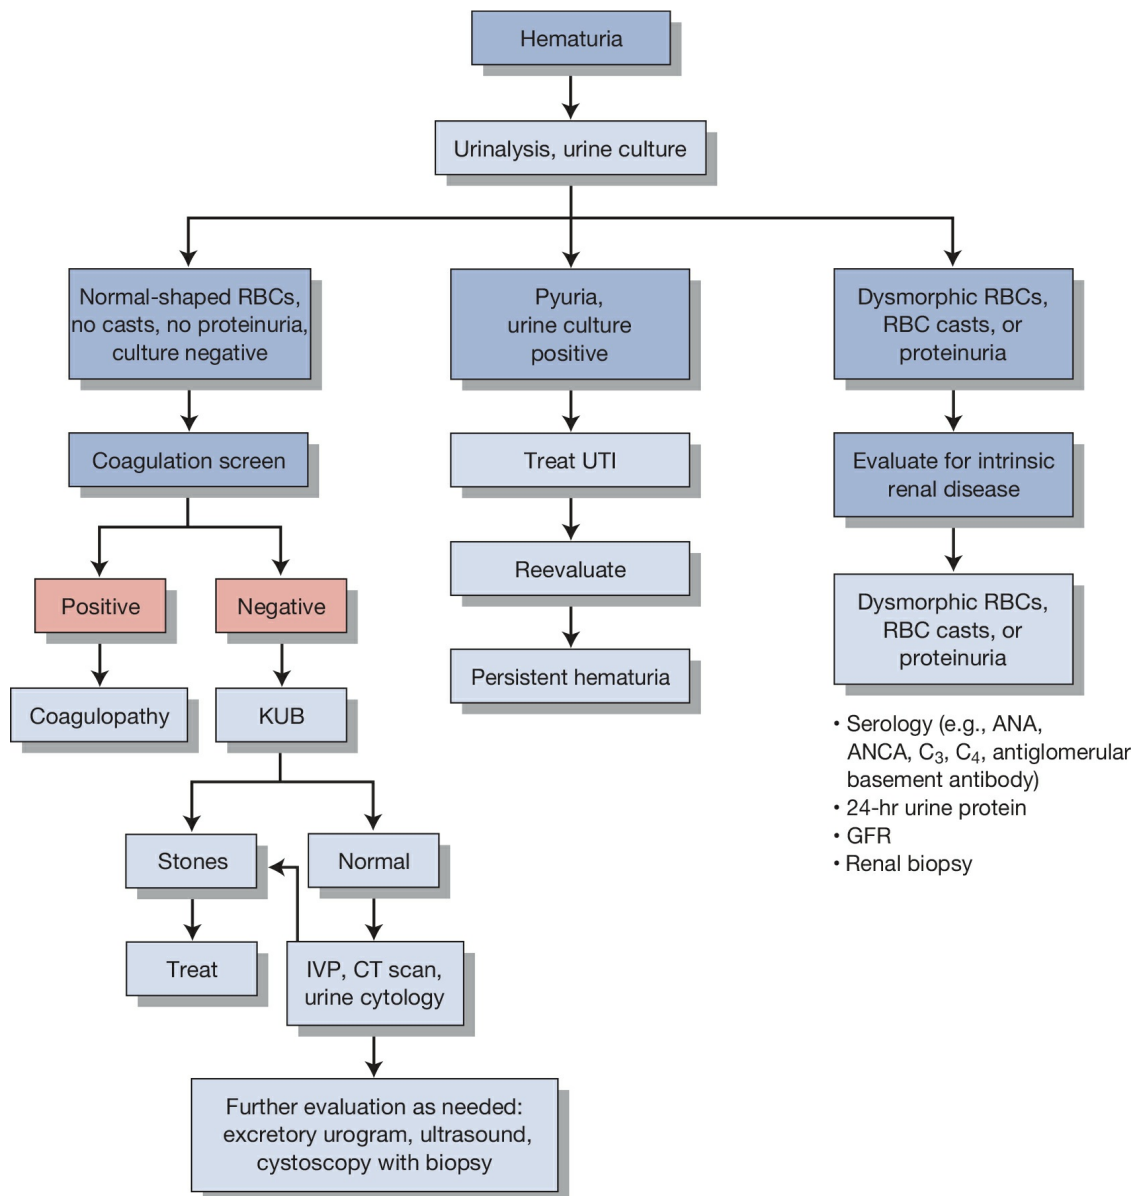 Hematuria
Urinalysis, urine culture
Normal-shaped RBCs,
no casts, no proteinuria,
culture negative
Pyuria,
urine culture
positive
Dysmorphic RBCs,
RBC casts, or
proteinuria
Coagulation screen
Treat UTI
Evaluate for intrinsic
renal disease
Positive
Negative
Reevaluate
Dysmorphic RBCs,
RBC casts, or
proteinuria
Coagulopathy
KUB
Persistent hematuria
• Serology (e.g., ANA,
ANCA, C₃, C₄, antiglomerular
basement antibody)
• 24-hr urine protein
• GFR
• Renal biopsy
Stones
Normal
Treat
IVP, CT scan,
urine cytology
Further evaluation as needed:
excretory urogram, ultrasound,
cystoscopy with biopsy